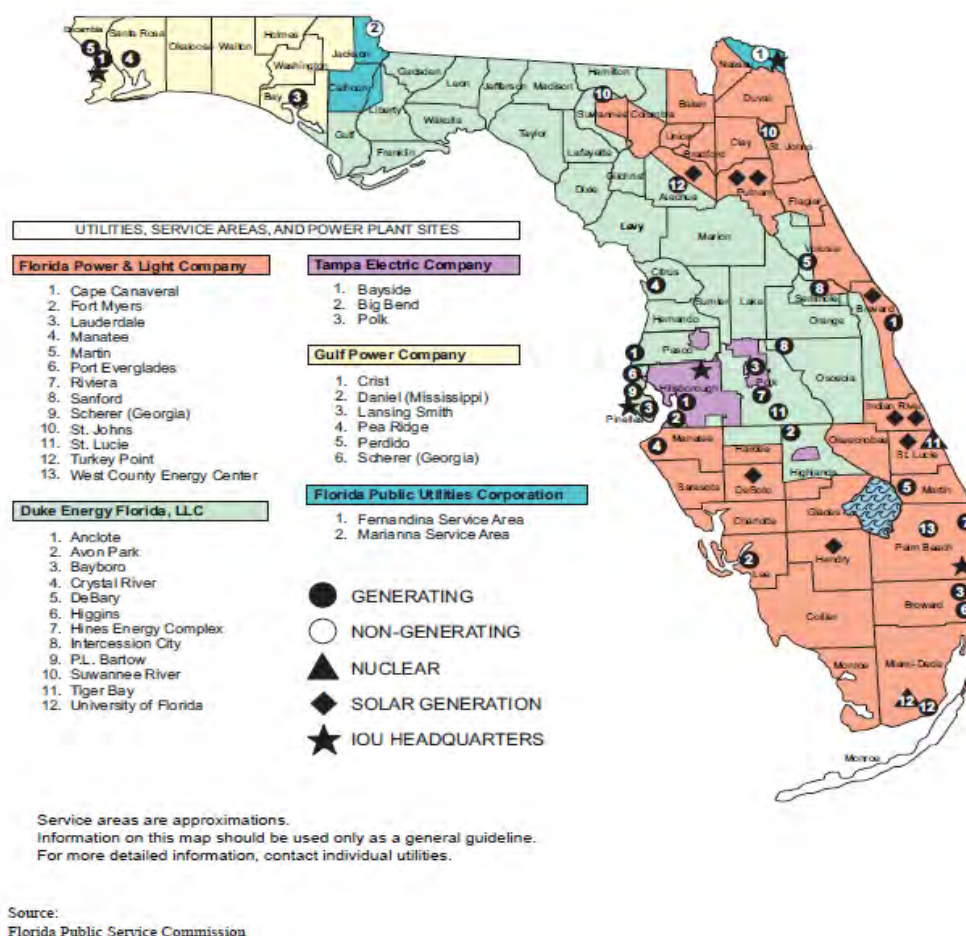 Escambia
Santa Rosa
Okaloosa
Walton
Holmes
Washington
Jackson
Bay
Calhoun
Gulf
Liberty
Gadsden
Franklin
Leon
Wakulla
Jefferson
Madison
Taylor
Hamilton
Suwannee
Columbia
Lafayette
Dixie
Gilchrist
Baker
Union
Bradford
Alachua
Nassau
Duval
Clay
St. Johns
Putnam
Flagler
Levy
Marion
Volusia
Citrus
Sumter
Lake
Hernando
Seminole
Orange
Brevard
Pasco
Hillsborough
Polk
Osceola
Pinellas
Indian River
Manatee
Hardee
Okeechobee
St. Lucie
Highlands
Sarasota
DeSoto
Martin
Charlotte
Glades
Lee
Hendry
Palm Beach
Collier
Broward
Monroe
Miami-Dade
Monroe
UTILITIES, SERVICE AREAS, AND POWER PLANT SITES
Florida Power & Light Company
1. Cape Canaveral
2. Fort Myers
3. Lauderdale
4. Manatee
5. Martin
6. Port Everglades
7. Riviera
8. Sanford
9. Scherer (Georgia)
10. St. Johns
11. St. Lucie
12. Turkey Point
13. West County Energy Center
Duke Energy Florida, LLC
1. Anclote
2. Avon Park
3. Bayboro
4. Crystal River
5. DeBary
6. Higgins
7. Hines Energy Complex
8. Intercession City
9. P.L. Bartow
10. Suwannee River
11. Tiger Bay
12. University of Florida
Tampa Electric Company
1. Bayside
2. Big Bend
3. Polk
Gulf Power Company
1. Crist
2. Daniel (Mississippi)
3. Lansing Smith
4. Pea Ridge
5. Perdido
6. Scherer (Georgia)
Florida Public Utilities Corporation
1. Fernandina Service Area
2. Marianna Service Area
GENERATING
NON-GENERATING
NUCLEAR
SOLAR GENERATION
IOU HEADQUARTERS
Service areas are approximations.
Information on this map should be used only as a general guideline.
For more detailed information, contact individual utilities.
Source:
Florida Public Service Commission